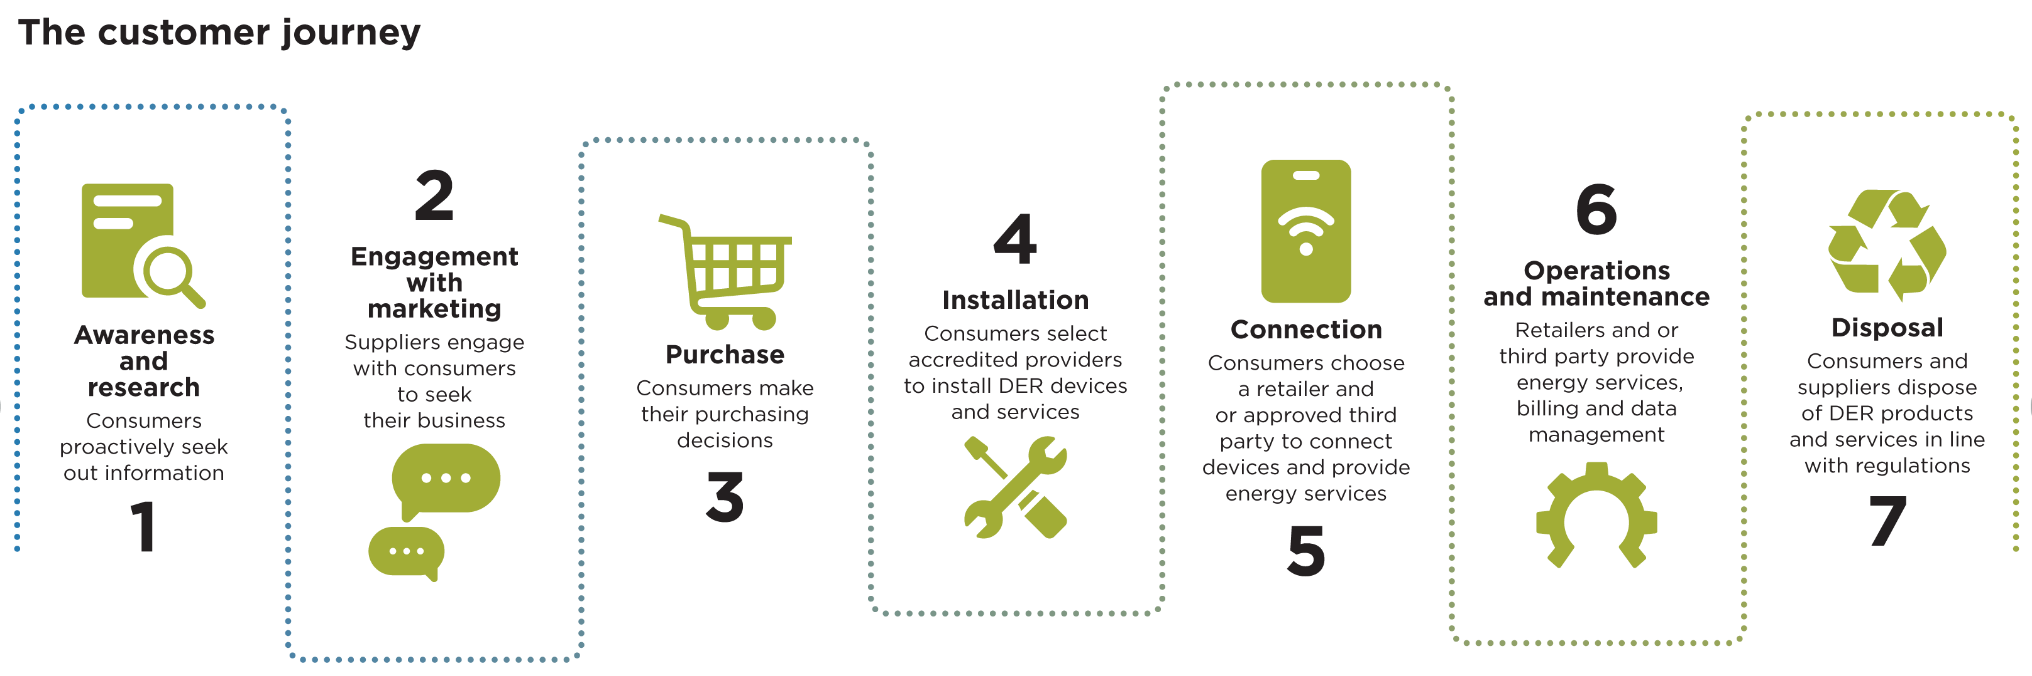 The customer journey
Awareness
and
research
Consumers
proactively seek
out information
1
2
Engagement
with
marketing
Suppliers engage
with consumers
to seek
their business
Purchase
Consumers make
their purchasing
decisions
3
4
Installation
Consumers select
accredited providers
to install DER devices
and services
Connection
Consumers choose
a retailer and
or approved third
party to connect
devices and provide
energy services
5
6
Operations
and maintenance
Retailers and or
third party provide
energy services,
billing and data
management
Disposal
Consumers and
suppliers dispose
of DER products
and services in line
with regulations
7